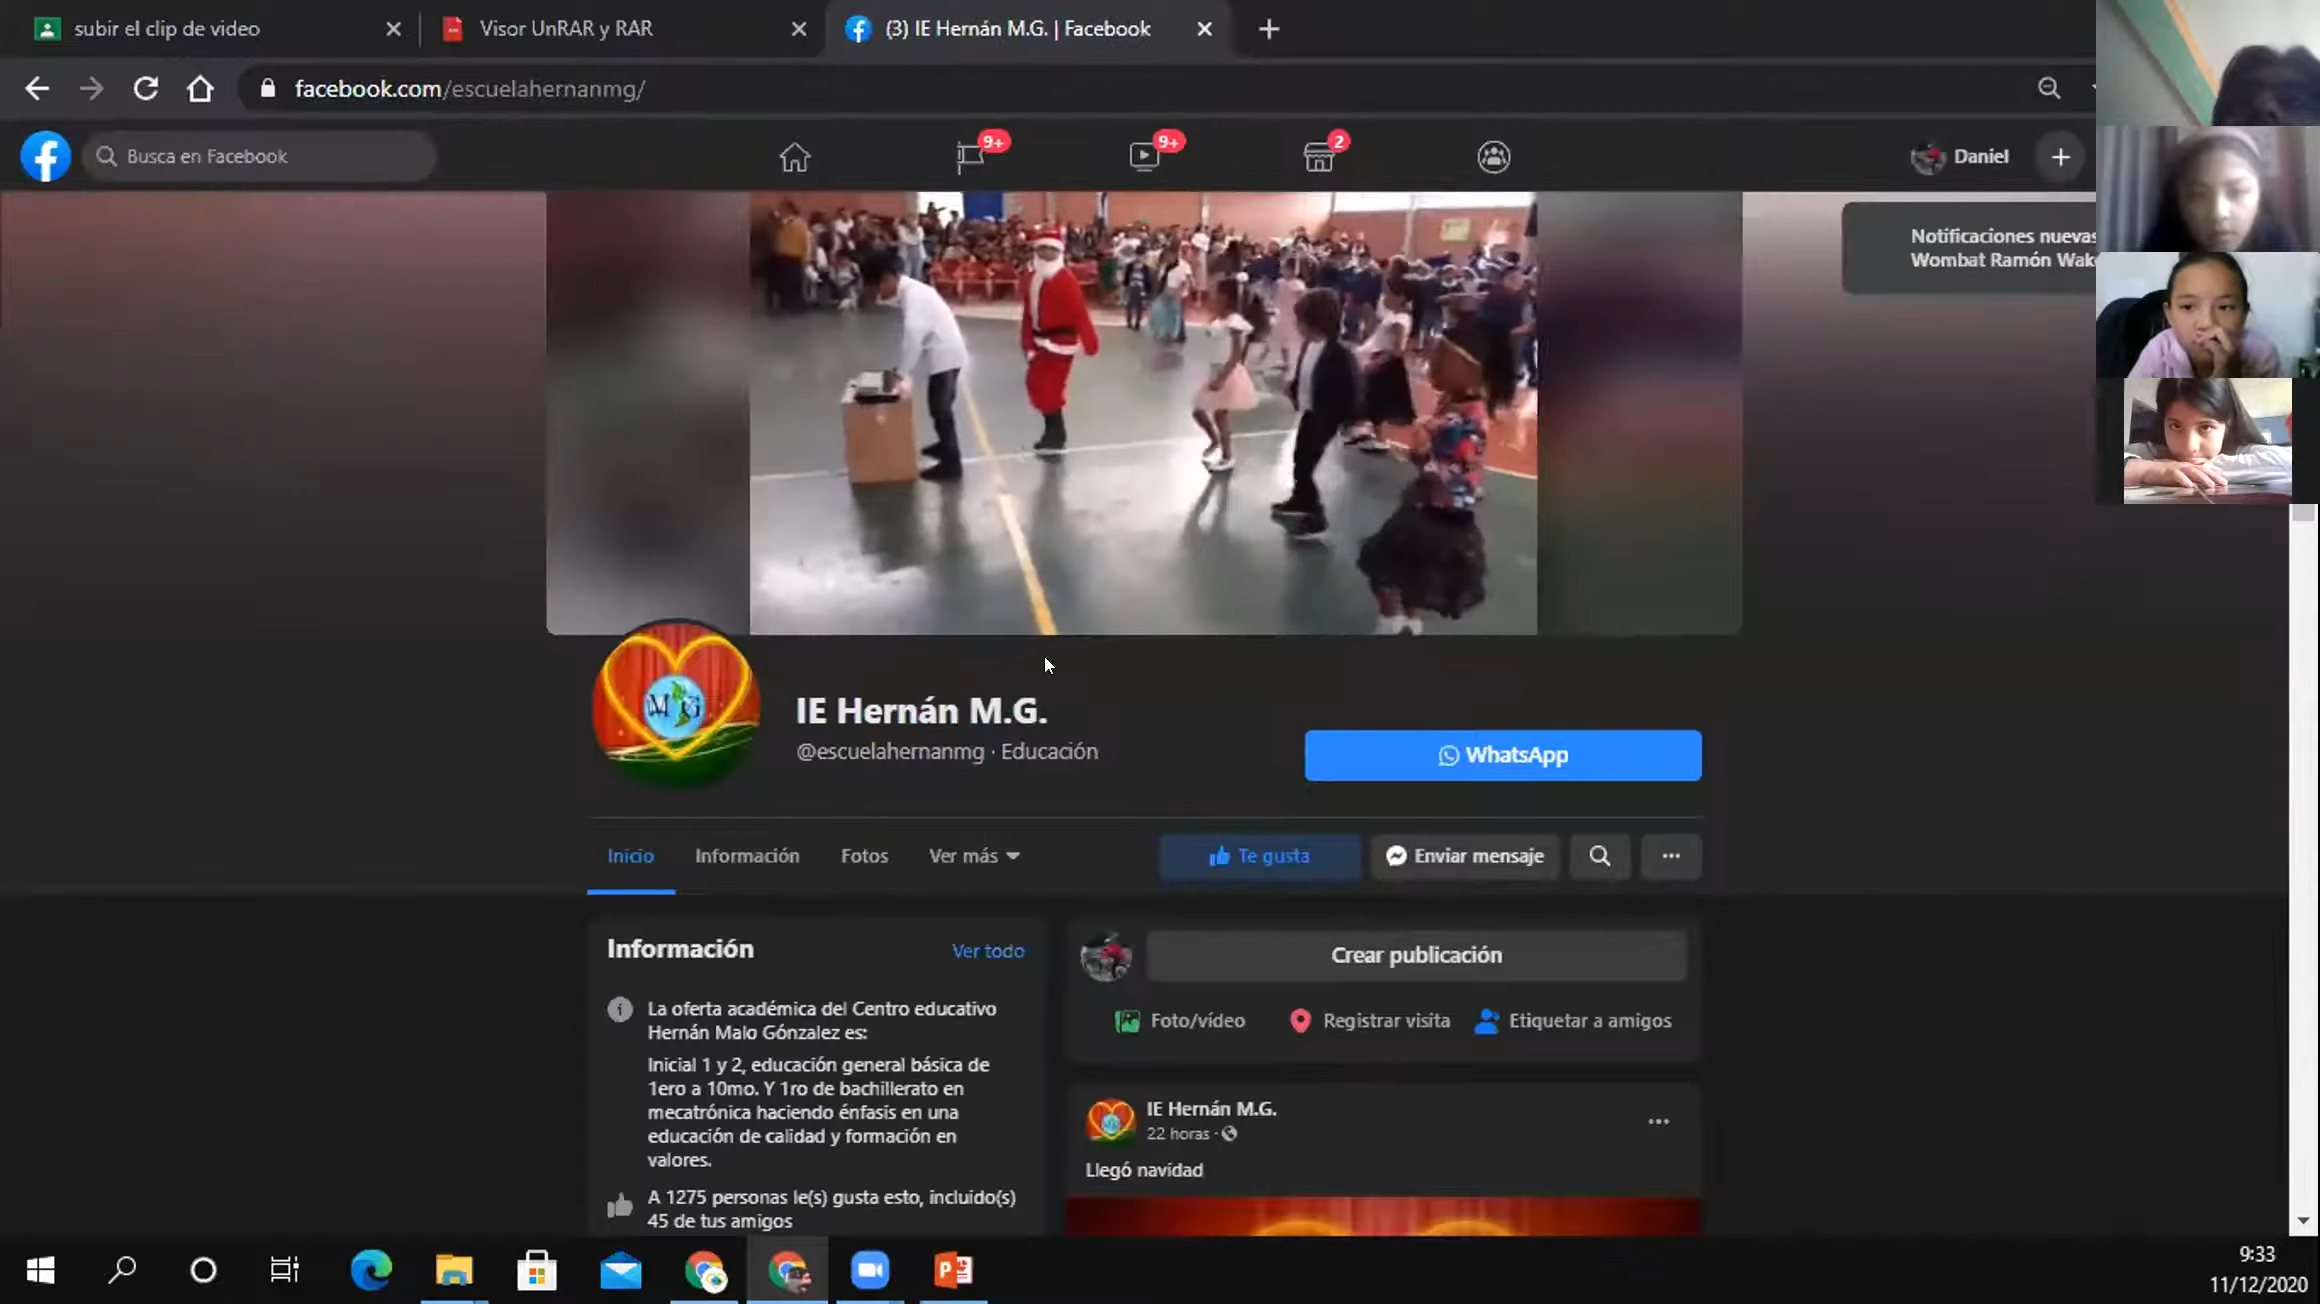 subir el clip de video
Visor UnRAR y RAR
(3) IE Hernán M.G. | Facebook
facebook.com/escuelahernanmg/
Busca en Facebook
9+
9+
2
Daniel
Notificaciones nuevas
Wombat Ramón
M G
IE Hernán M.G.
@escuelahernanmg · Educación
WhatsApp
Inicio
Información
Fotos
Ver más
Te gusta
Enviar mensaje
Información
Ver todo
La oferta académica del Centro educativo
Hernán Malo Gónzalez es:
Inicial 1 y 2, educación general básica de
1ero a 10mo. Y 1ro de bachillerato en
mecatrónica haciendo énfasis en una
educación de calidad y formación en
valores.
A 1275 personas le(s) gusta esto, incluido(s)
45 de tus amigos
Crear publicación
Foto/vídeo
Registrar visita
Etiquetar a amigos
IE Hernán M.G.
22 horas ·
Llegó navidad
9:33
11/12/2020